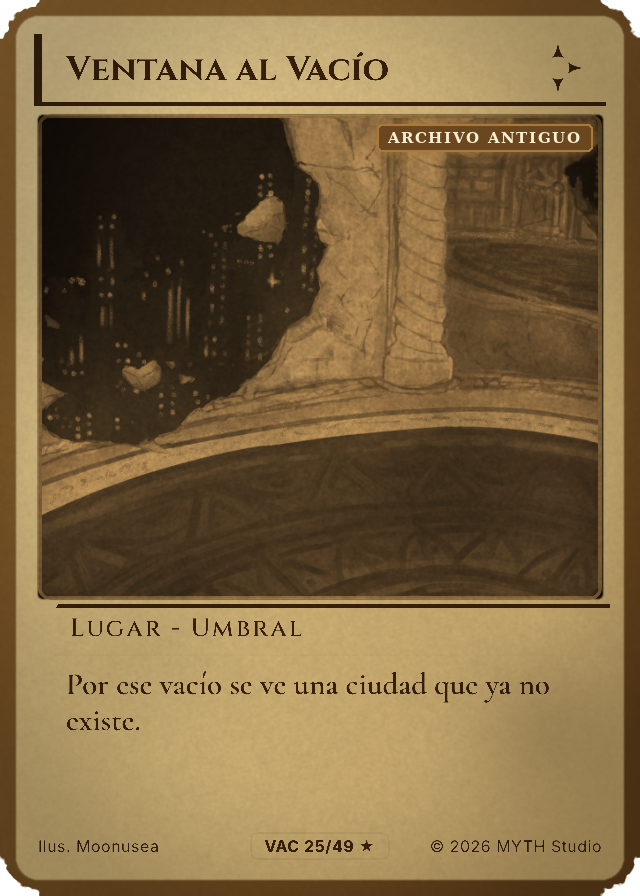 Ventana al Vacío
ARCHIVO ANTIGUO
Lugar - Umbral
Por ese vacío se ve una ciudad que ya no
existe.
Ilus. Moonusea
VAC 25/49 ★
© 2026 MYTH Studio